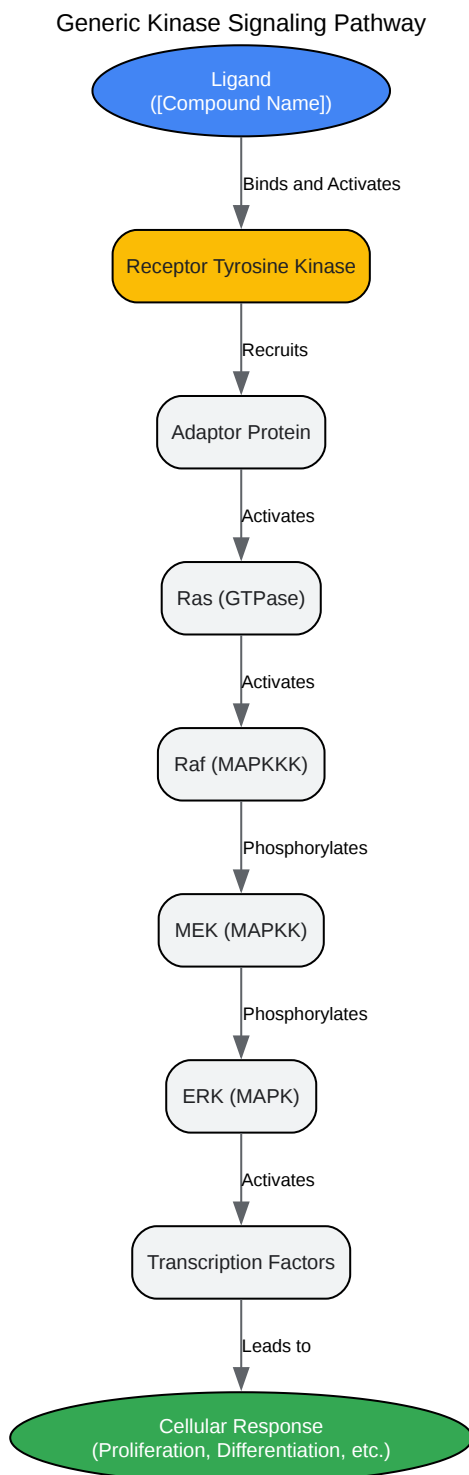 Generic Kinase Signaling Pathway
Ligand
([Compound Name])
Binds and Activates
Receptor Tyrosine Kinase
Recruits
Adaptor Protein
Activates
Ras (GTPase)
Activates
Raf (MAPKKK)
Phosphorylates
MEK (MAPKK)
Phosphorylates
ERK (MAPK)
Activates
Transcription Factors
Leads to
Cellular Response
(Proliferation, Differentiation, etc.)